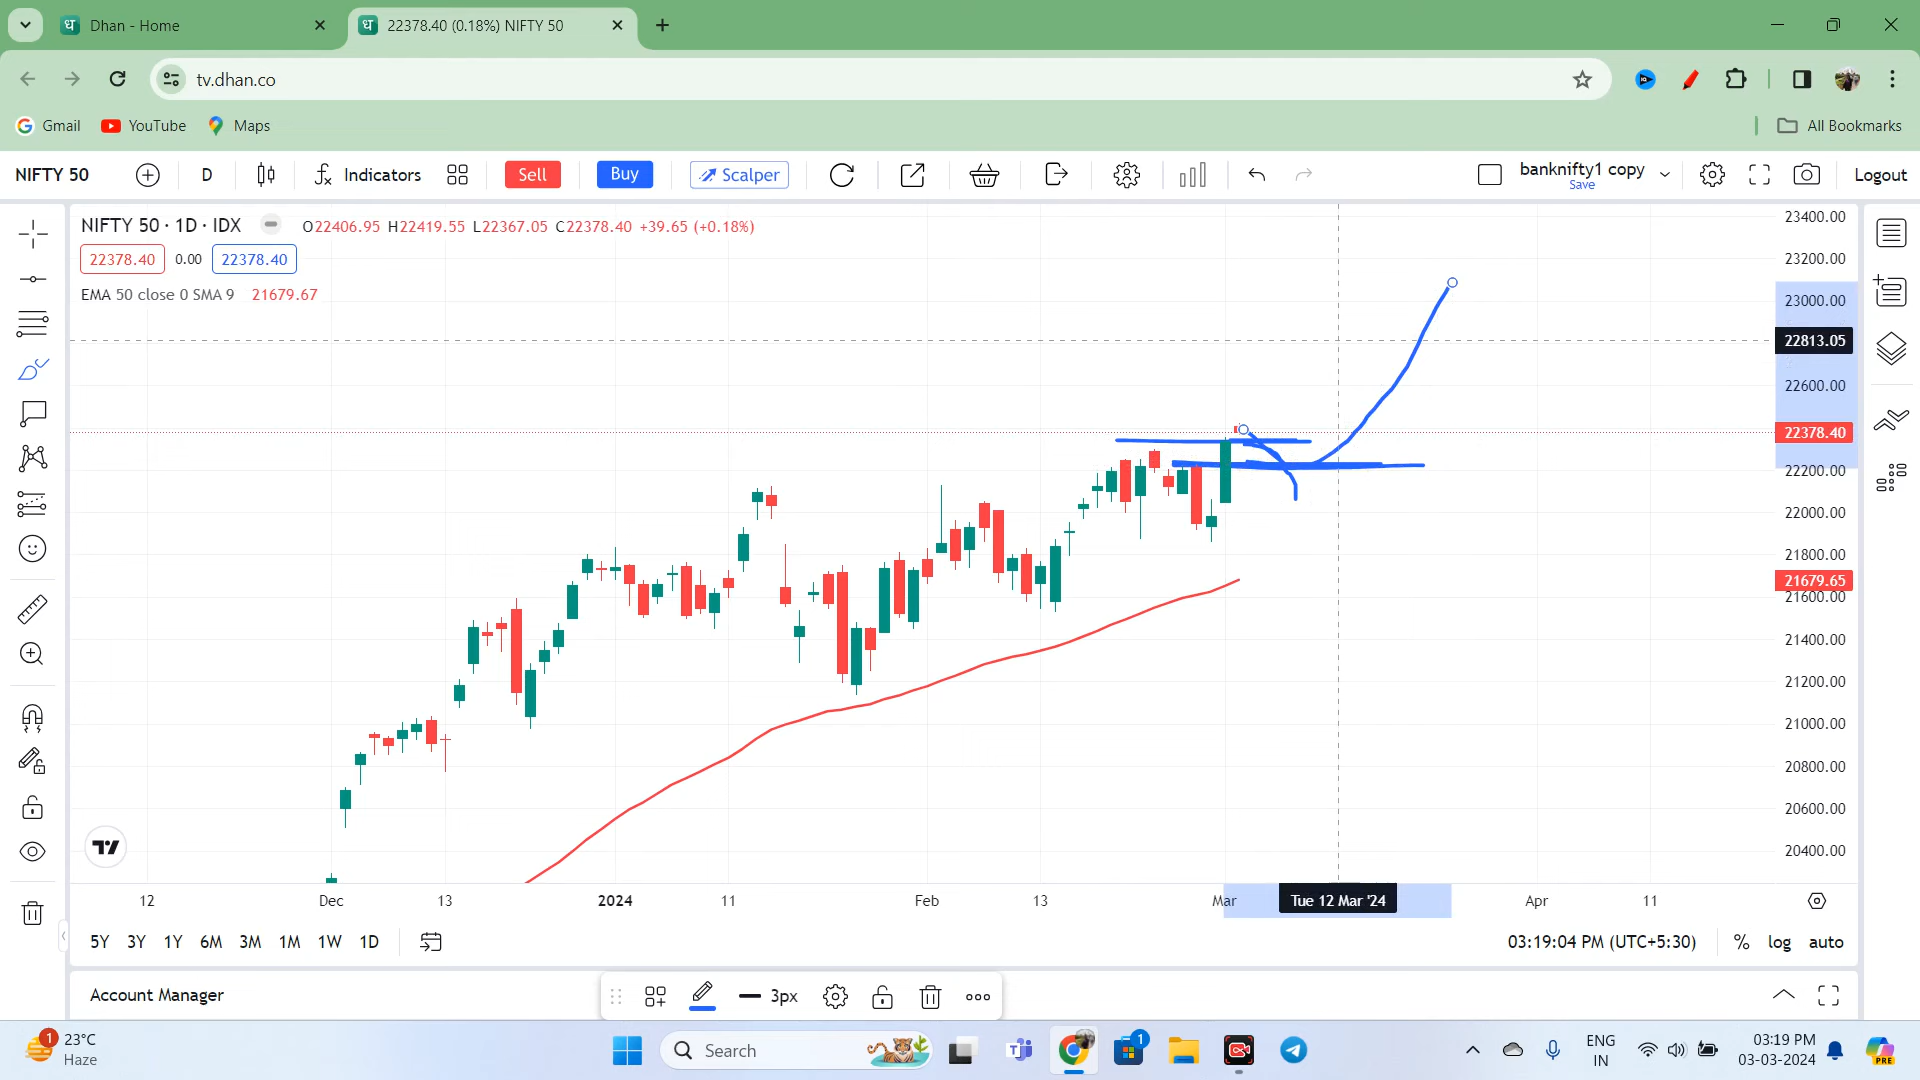 ध Dhan - Home
ध 22378.40 (0.18%) NIFTY 50
tv.dhan.co
Gmail YouTube Maps All Bookmarks
NIFTY 50 D Indicators Sell Buy Scalper banknifty1 copy Logout
Save
NIFTY 50 · 1D · IDX O22406.95 H22419.55 L22367.05 C22378.40 +39.65 (+0.18%)
22378.40 0.00 22378.40
EMA 50 close 0 SMA 9 21679.67
23400.00
23200.00
23000.00
22813.05
22600.00
22378.40
22200.00
22000.00
21800.00
21679.65
21600.00
21400.00
21200.00
21000.00
20800.00
20600.00
20400.00
12 Dec 13 2024 11 Feb 13 Mar Tue 12 Mar '24 Apr 11
5Y 3Y 1Y 6M 3M 1M 1W 1D 03:19:04 PM (UTC+5:30) % log auto
Account Manager 3px
1 23°C
Haze
Search
1
ENG
IN
03:19 PM
03-03-2024
PRE